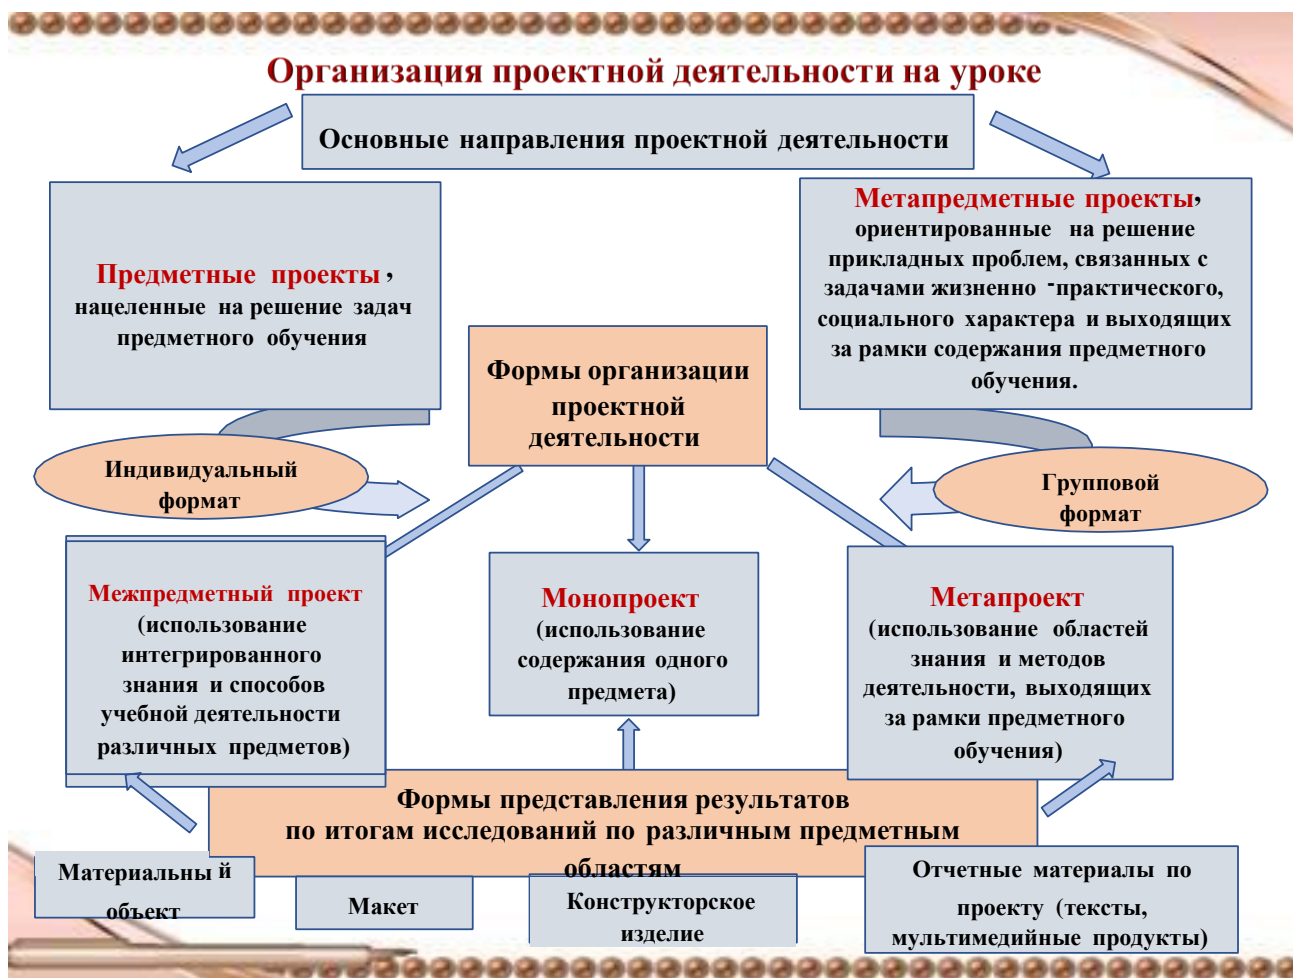 Организация проектной деятельности на уроке
Основные направления проектной деятельности
Предметные проекты ,
нацеленные на решение задач
предметного обучения
Метапредметные проекты,
ориентированные на решение
прикладных проблем, связанных с
задачами жизненно -практического,
социального характера и выходящих
за рамки содержания предметного
обучения.
Формы организации
проектной
деятельности
Индивидуальный
формат
Групповой
формат
Межпредметный проект
(использование
интегрированного
знания и способов
учебной деятельности
различных предметов)
Монопроект
(использование
содержания одного
предмета)
Метапроект
(использование областей
знания и методов
деятельности, выходящих
за рамки предметного
обучения)
Формы представления результатов
по итогам исследований по различным предметным
областям
Материальны й
объект
Макет
Конструкторское
изделие
Отчетные материалы по
проекту (тексты,
мультимедийные продукты)